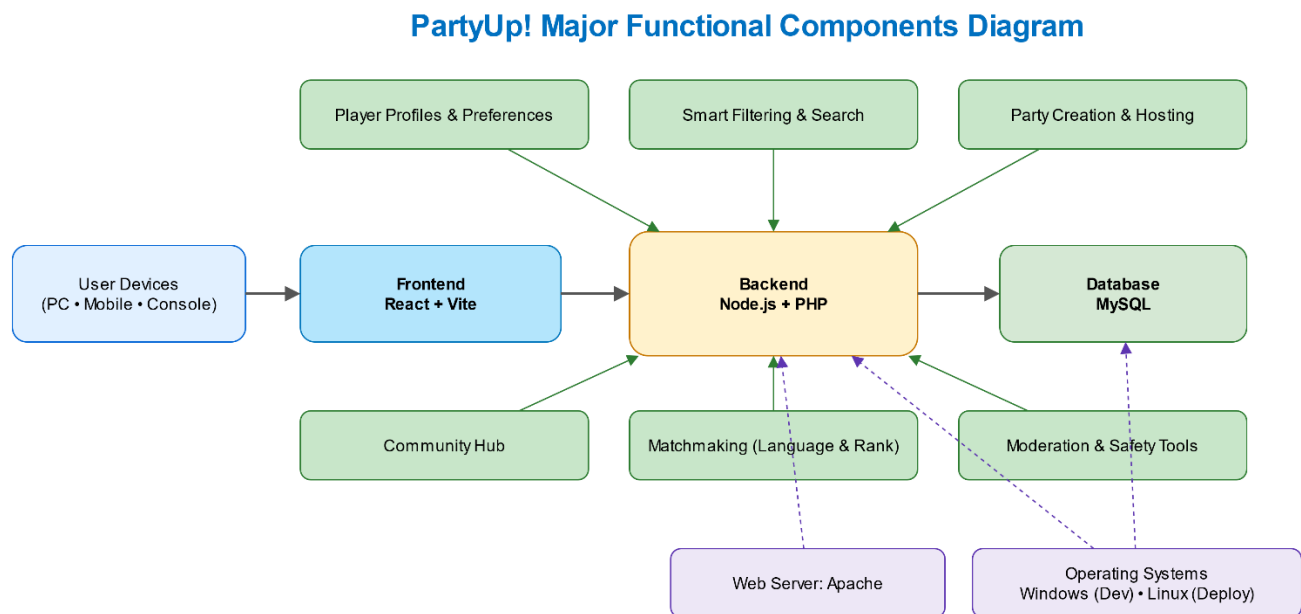 PartyUp! Major Functional Components Diagram
Player Profiles & Preferences
Smart Filtering & Search
Party Creation & Hosting
User Devices
(PC • Mobile • Console)
Frontend
React + Vite
Backend
Node.js + PHP
Database
MySQL
Community Hub
Matchmaking (Language & Rank)
Moderation & Safety Tools
Web Server: Apache
Operating Systems
Windows (Dev) • Linux (Deploy)